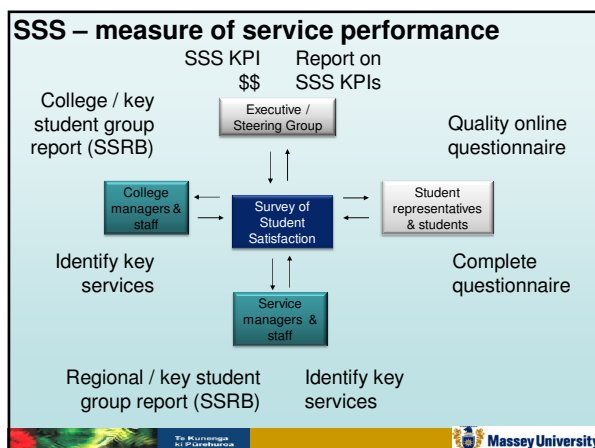 SSS – measure of service performance
SSS KPI
$$
Report on
SSS KPIs
College / key
student group
report (SSRB)
Executive /
Steering Group
Quality online
questionnaire
College
managers &
staff
Survey of
Student
Satisfaction
Student
representatives
& students
Identify key
services
Complete
questionnaire
Service
managers &
staff
Regional / key student
group report (SSRB)
Identify key
services
Te Kunenga
ki Pūrehuroa
Massey University